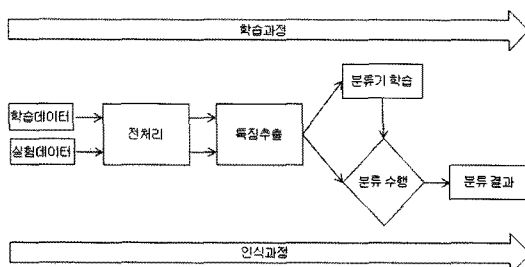 학습과정
분류기 학습
학습데이터
전처리
특징추출
실험데이터
분류 수행
분류 결과
인식과정